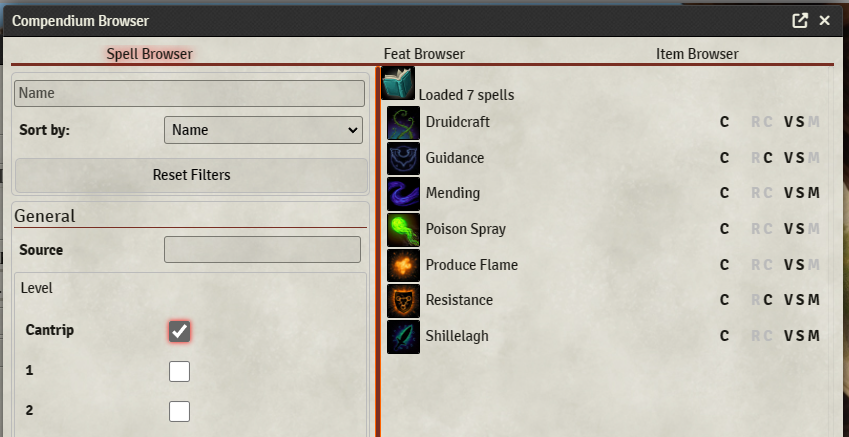 Compendium Browser
Spell Browser Feat Browser Item Browser
Name
Sort by: Name
Reset Filters
General
Source
Level
Cantrip
1
2
Loaded 7 spells
Druidcraft C R C V S M
Guidance C R C V S M
Mending C R C V S M
Poison Spray C R C V S M
Produce Flame C R C V S M
Resistance C R C V S M
Shillelagh C R C V S M